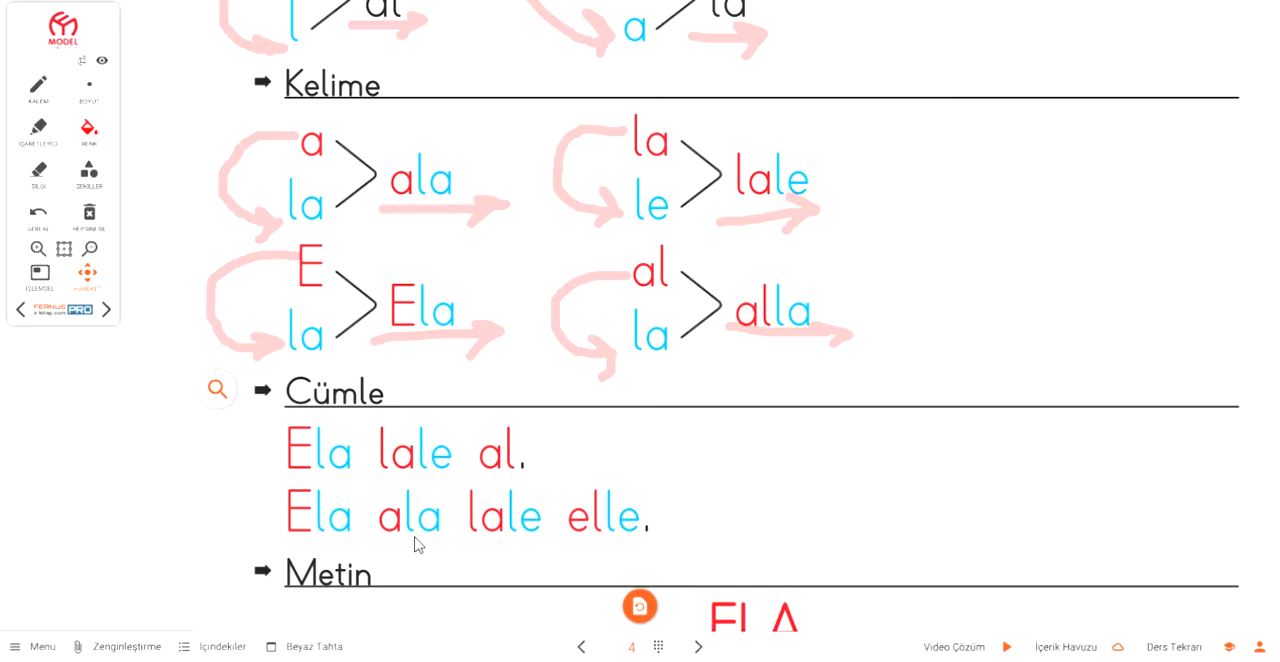 MODEL
KALEM BOYUT
İŞARETLEYİCİ RENK
SİLGİ ŞEKİLLER
GERİ AL HEPSİNİ SİL
İZLEMSEL HAREKET
FERNUS PRO
l al
a la
Kelime
a la ala
la le lale
E la Ela
al la alla
Cümle
Ela lale al.
Ela ala lale elle.
Metin
ELA
Menu Zenginleştirme İçindekiler Beyaz Tahta 4 Video Çözüm İçerik Havuzu Ders Tekrarı